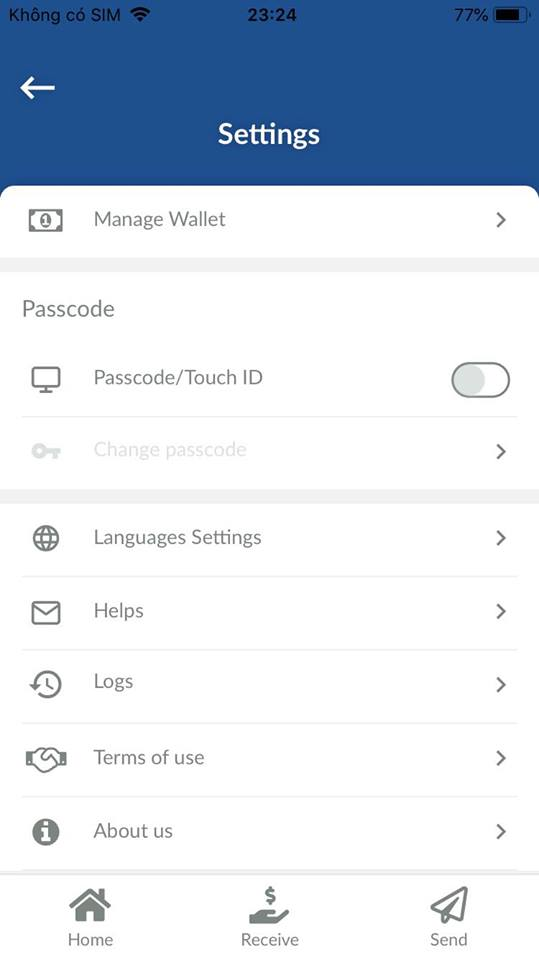 Không có SIM 23:24 77%
Settings
Manage Wallet
Passcode
Passcode/Touch ID
Change passcode
Languages Settings
Helps
Logs
Terms of use
About us
Home Receive Send